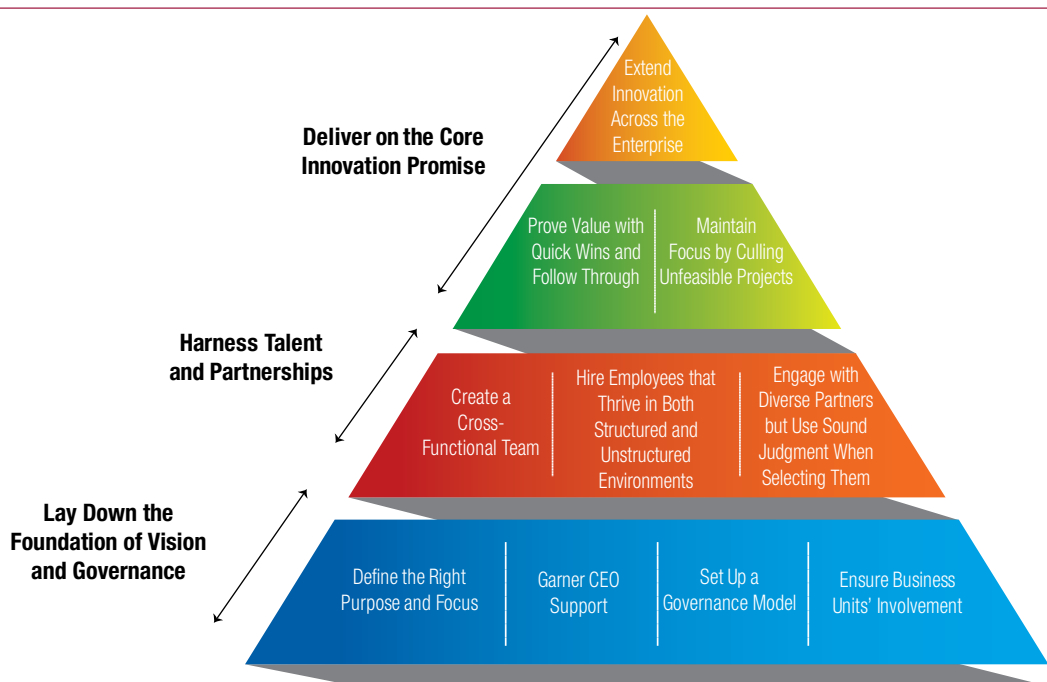 Extend
Innovation
Across the
Enterprise
Deliver on the Core
Innovation Promise
Prove Value with
Quick Wins and
Follow Through
Maintain
Focus by Culling
Unfeasible Projects
Harness Talent
and Partnerships
Create a
Cross-
Functional Team
Hire Employees that
Thrive in Both
Structured and
Unstructured
Environments
Engage with
Diverse Partners
but Use Sound
Judgment When
Selecting Them
Lay Down the
Foundation of Vision
and Governance
Define the Right
Purpose and Focus
Garner CEO
Support
Set Up a
Governance Model
Ensure Business
Units’ Involvement